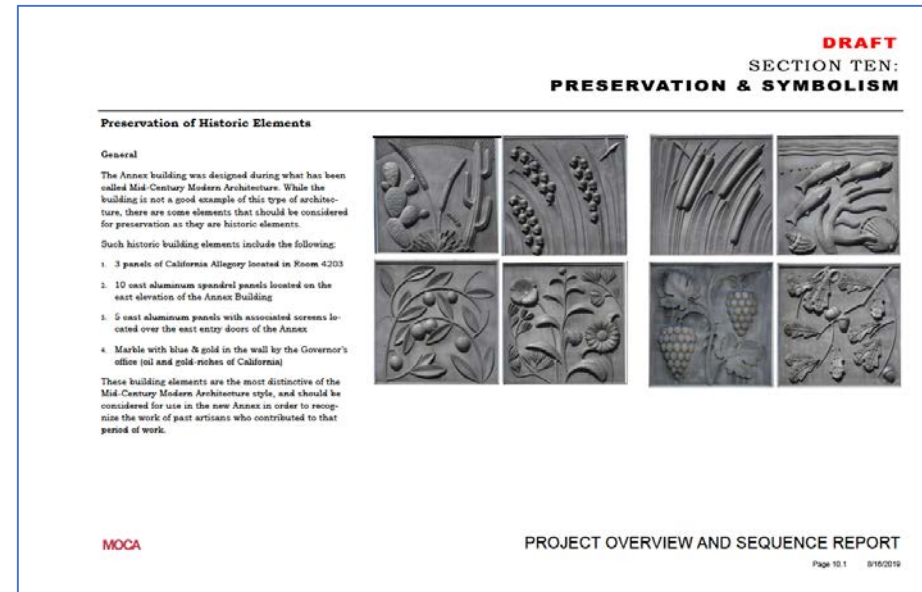 DRAFT
SECTION TEN:
PRESERVATION & SYMBOLISM
Preservation of Historic Elements
General
The Annex building was designed during what has been
called Mid-Century Modern Architecture. While the
building is not a good example of this type of architec-
ture, there are some elements that should be considered
for preservation as they are historic elements.
Such historic building elements include the following:
1. 3 panels of California Allegory located in Room 4203
2. 10 cast aluminum spandrel panels located on the
east elevation of the Annex Building
3. 5 cast aluminum panels with associated screens lo-
cated over the east entry doors of the Annex
4. Marble with blue & gold in the wall by the Governor's
office (oil and gold-riches of California)
These building elements are the most distinctive of the
Mid-Century Modern Architecture style, and should be
considered for use in the new Annex in order to recog-
nize the work of past artisans who contributed to that
period of work.
MOCA
PROJECT OVERVIEW AND SEQUENCE REPORT
Page 10.1 8/16/2019